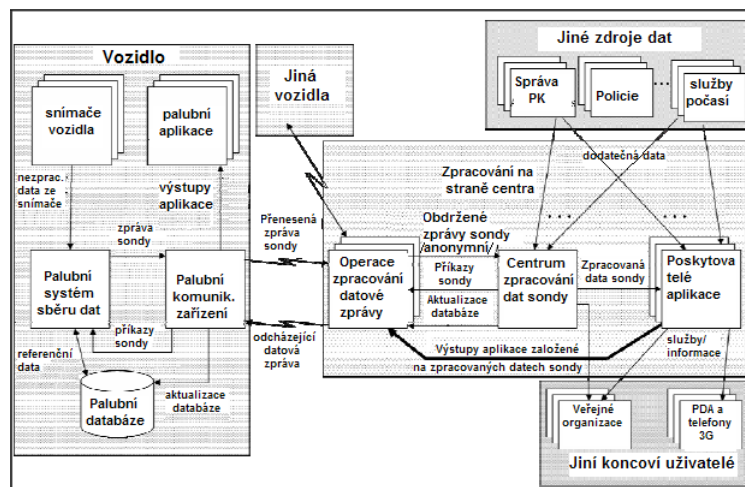 Vozidlo
snímače
vozidla
palubní
aplikace
nezprac.
data ze
snímače
výstupy
aplikace
zpráva
sondy
Palubní
systém
sběru dat
Palubní
komunik.
zařízení
příkazy
sondy
referenční
data
Palubní
databáze
aktualizace
databáze
Jiná
vozidla
Přenesená
zpráva
sondy
odcházející
datová
zpráva
Jiné zdroje dat
Správa
PK
Policie
...
služby
počasí
dodatečná data
Zpracování na
straně centra
...
...
Obdržené
zprávy sondy
/anonymní/
Operace
zpracování
datové
zprávy
Příkazy
sondy
Aktualizace
databáze
Centrum
zpracování
dat sondy
Zpracovaná
data sondy
Poskytova
telé
aplikace
Výstupy aplikace založené
na zpracovaných datech sondy
služby/
informace
Veřejné
organizace
PDA a
telefony
3G
Jiní koncoví uživatelé